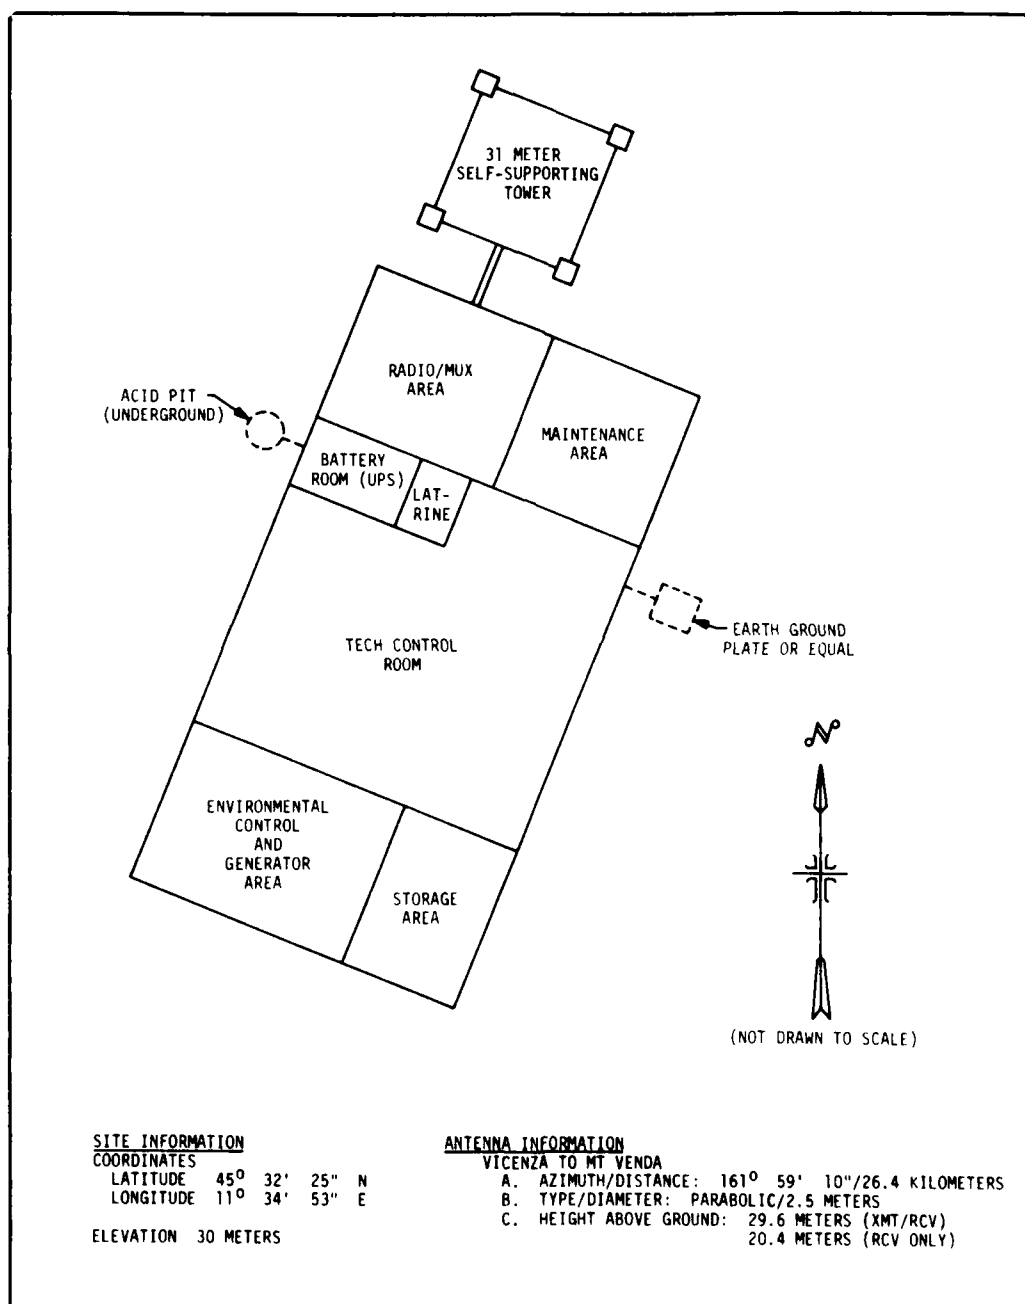 31 METER
SELF-SUPPORTING
TOWER
RADIO/MUX
AREA
ACID PIT
(UNDERGROUND)
MAINTENANCE
AREA
BATTERY
ROOM (UPS)
LAT-
RINE
EARTH GROUND
PLATE OR EQUAL
TECH CONTROL
ROOM
N
ENVIRONMENTAL
CONTROL
AND
GENERATOR
AREA
STORAGE
AREA
(NOT DRAWN TO SCALE)
SITE INFORMATION
COORDINATES
LATITUDE 45° 32' 25" N
LONGITUDE 11° 34' 53" E
ELEVATION 30 METERS
ANTENNA INFORMATION
VICENZA TO MT VENDA
A. AZIMUTH/DISTANCE: 161° 59' 10"/26.4 KILOMETERS
B. TYPE/DIAMETER: PARABOLIC/2.5 METERS
C. HEIGHT ABOVE GROUND: 29.6 METERS (XMT/RCV)
20.4 METERS (RCV ONLY)